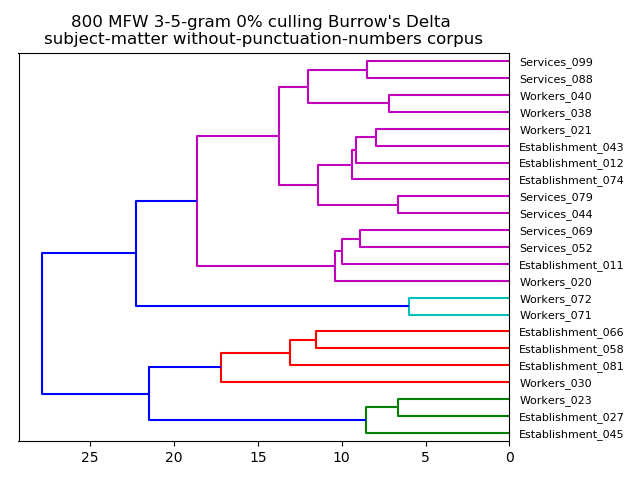 800 MFW 3-5-gram 0% culling Burrow's Delta
subject-matter without-punctuation-numbers corpus
Services_099
Services_088
Workers_040
Workers_038
Workers_021
Establishment_043
Establishment_012
Establishment_074
Services_079
Services_044
Services_069
Services_052
Establishment_011
Workers_020
Workers_072
Workers_071
Establishment_066
Establishment_058
Establishment_081
Workers_030
Workers_023
Establishment_027
Establishment_045
25 20 15 10 5 0